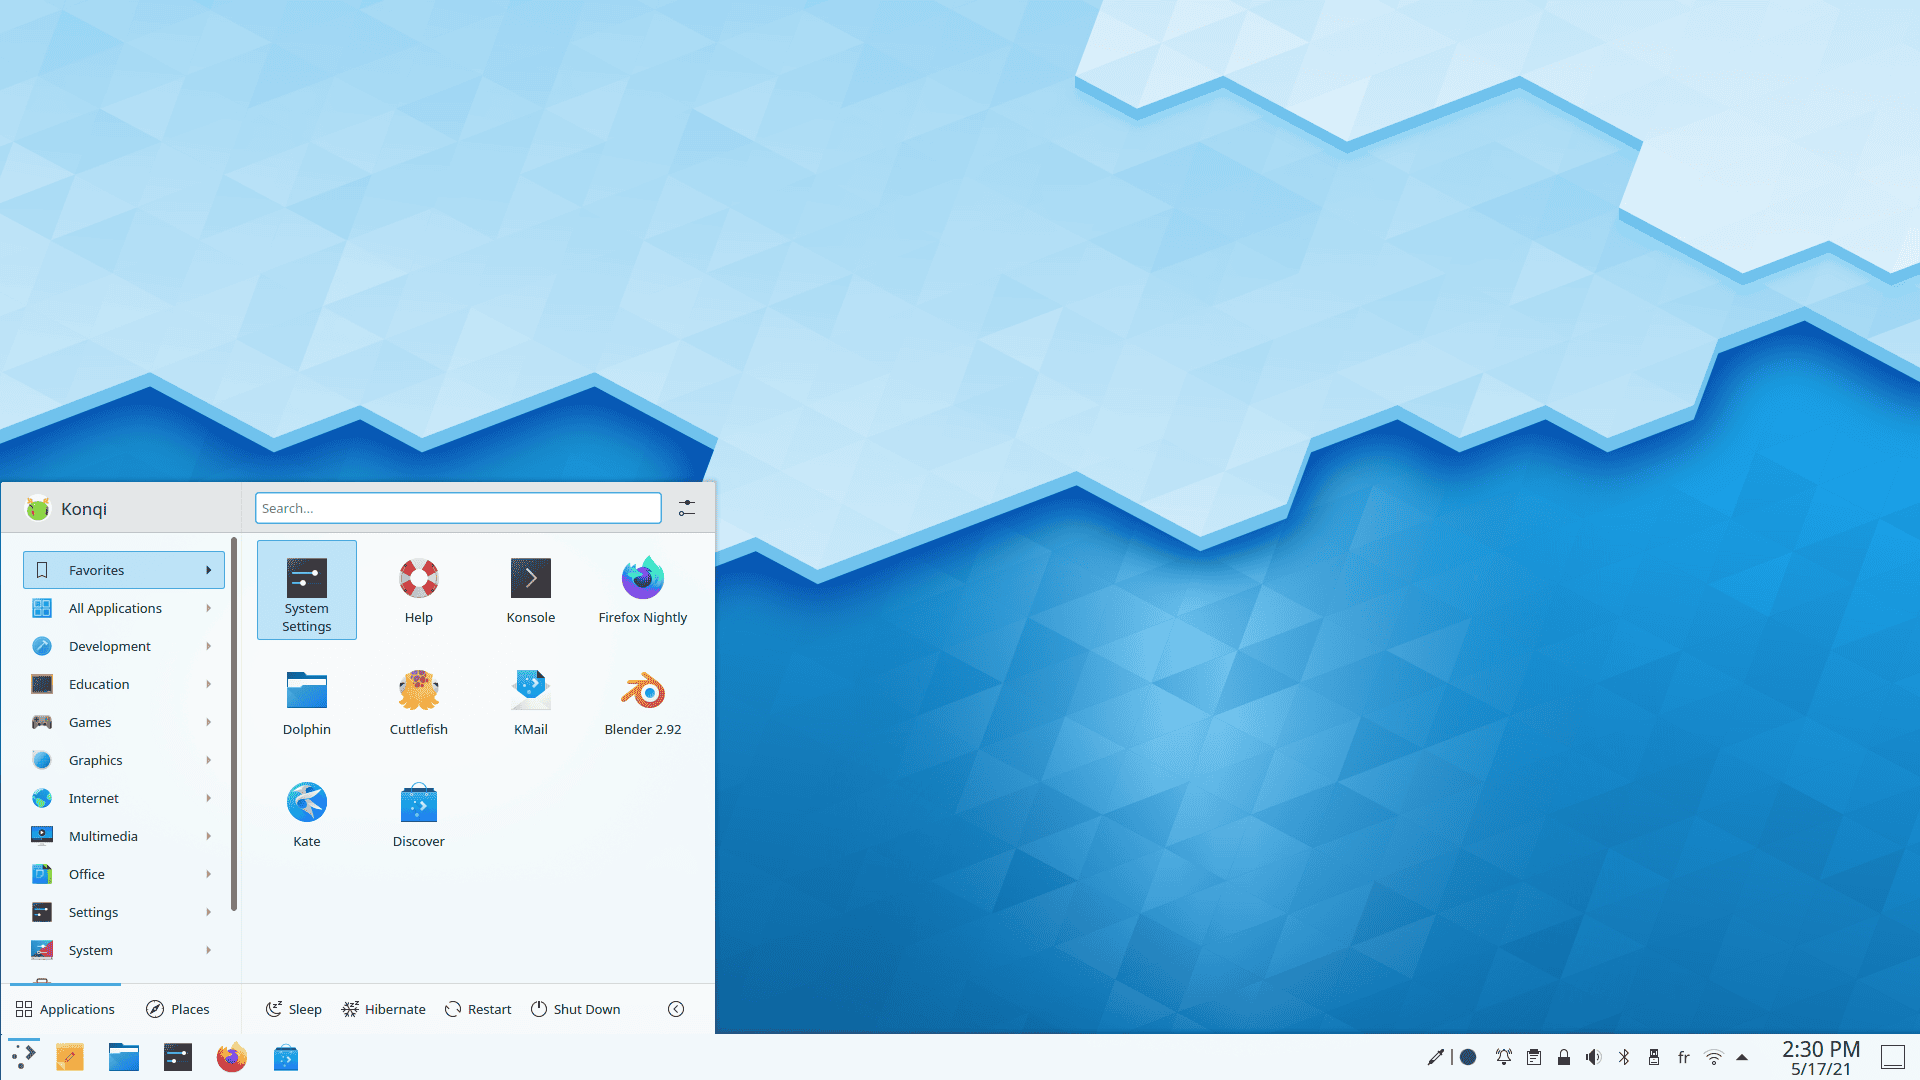 Konqi
Search...
Favorites
All Applications
Development
Education
Games
Graphics
Internet
Multimedia
Office
Settings
System
System
Settings
Help
Konsole
Firefox Nightly
Dolphin
Cuttlefish
KMail
Blender 2.92
Kate
Discover
Applications
Places
Sleep
Hibernate
Restart
Shut Down
fr
2:30 PM
5/17/21